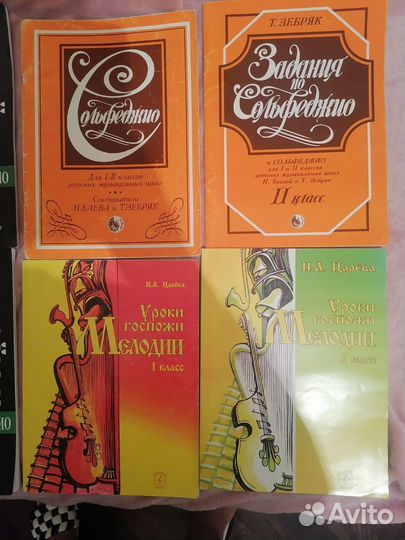 Сольфеджио
Для I-II классов
детских музыкальных школ
Составители
Н.БАЕВА и Т.ЗЕБРЯК
Т. ЗЕБРЯК
Задания
по
Сольфеджио
к СОЛЬФЕДЖИО
для I и II классов
детских музыкальных школ
Н. Баевой и Т. Зебряк
II класс
Н.А. Царёва
Уроки
госпожи
Мелодии
1 класс
Н.А. Царёва
Уроки
госпожи
Мелодии
2 класс
Avito